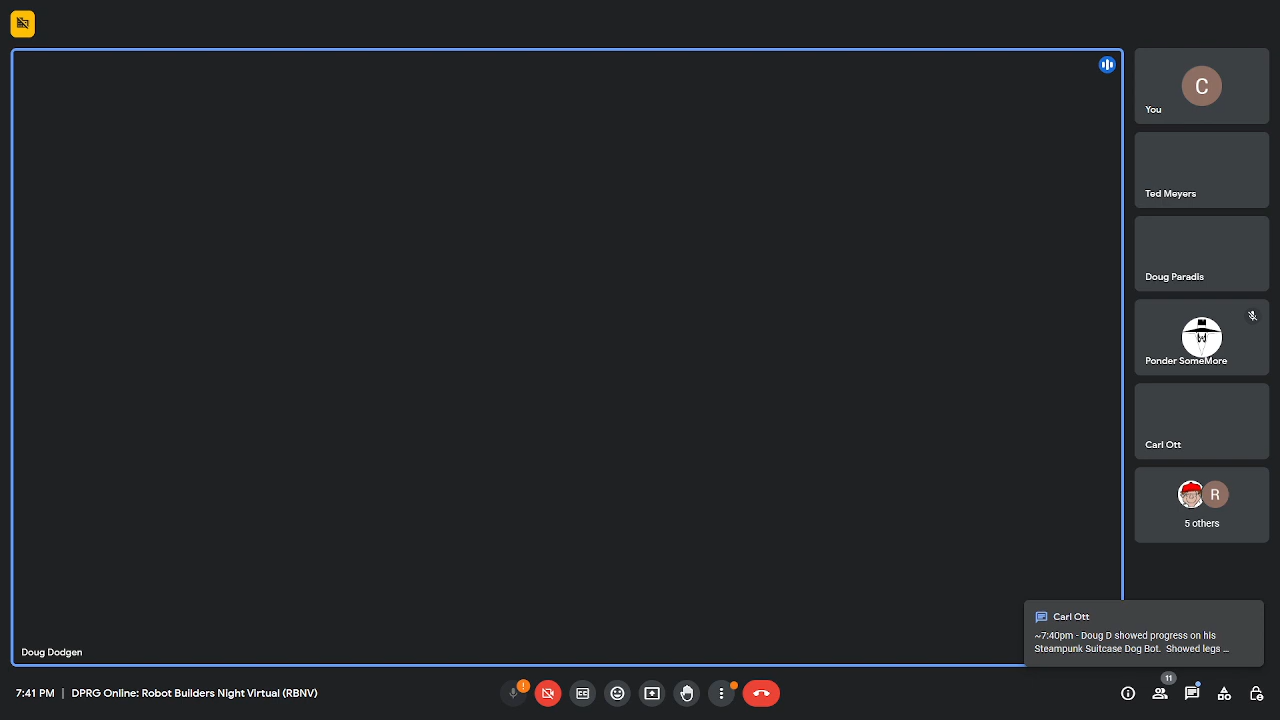 C
You
Ted Meyers
Doug Paradis
Ponder SomeMore
Carl Ott
R
5 others
Carl Ott
~7:40pm - Doug D showed progress on his
Steampunk Suitcase Dog Bot. Showed legs ...
Doug Dodgen
7:41 PM | DPRG Online: Robot Builders Night Virtual (RBNV)
!
CC
11